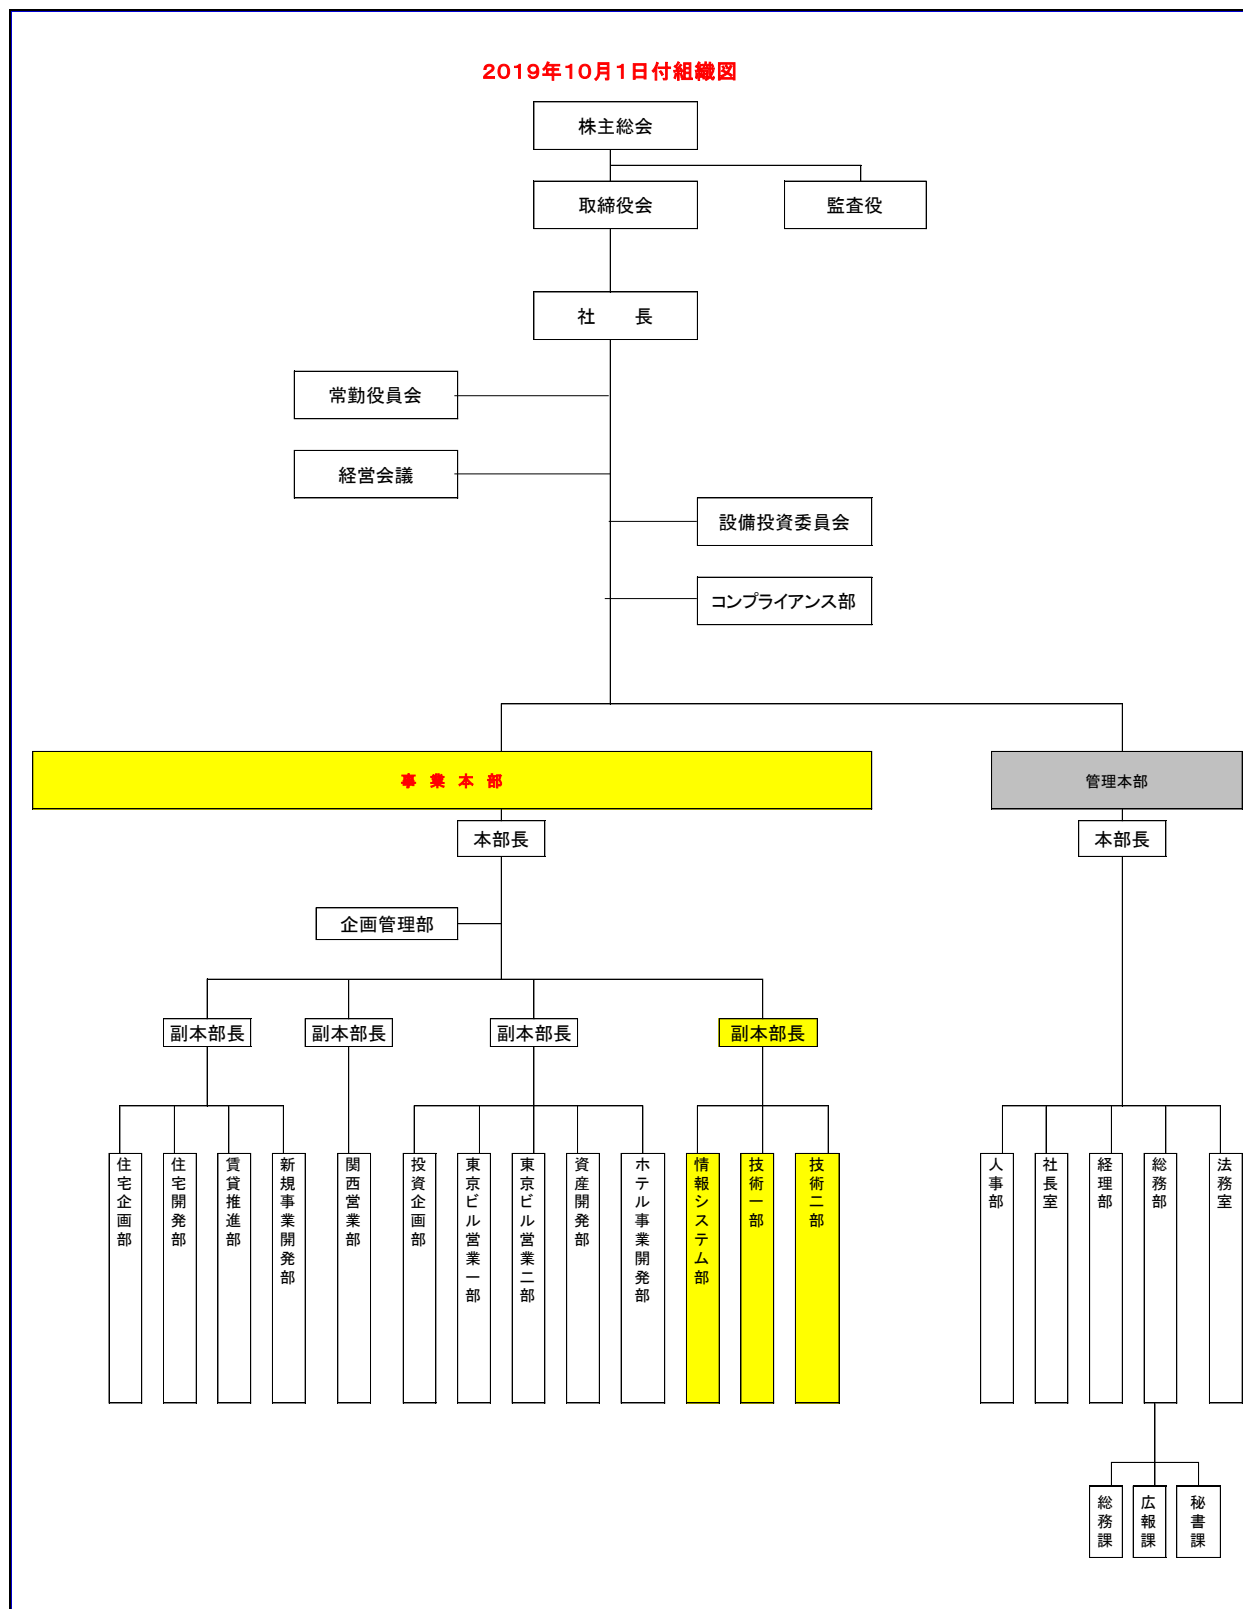 2019年10月1日付組織図
株主総会
取締役会
監査役
社　　長
常勤役員会
経営会議
設備投資委員会
コンプライアンス部
事 業 本 部
管理本部
本部長
本部長
企画管理部
副本部長
副本部長
副本部長
副本部長
住宅企画部
住宅開発部
賃貸推進部
新規事業開発部
関西営業部
投資企画部
東京ビル営業一部
東京ビル営業二部
資産開発部
ホテル事業開発部
情報システム部
技術一部
技術二部
人事部
社長室
経理部
総務部
法務室
総務課
広報課
秘書課